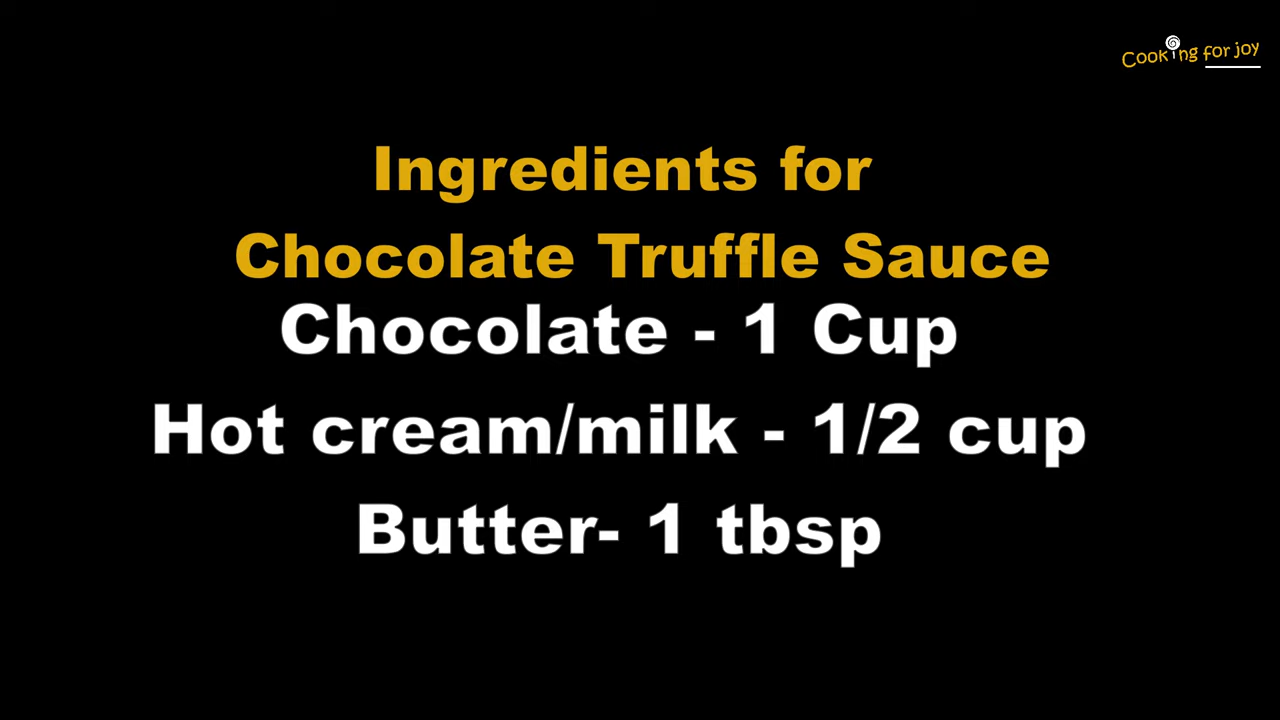 Cooking for joy
Ingredients for
Chocolate Truffle Sauce
Chocolate - 1 Cup
Hot cream/milk - 1/2 cup
Butter- 1 tbsp